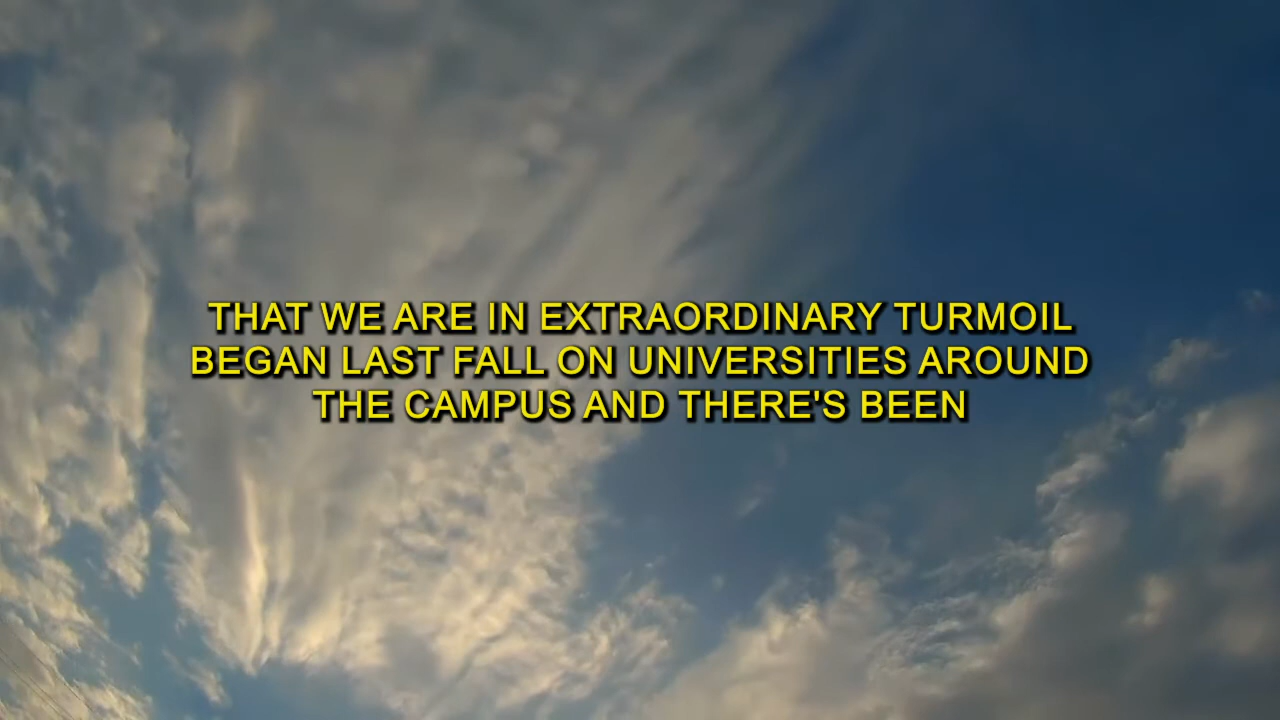 THAT WE ARE IN EXTRAORDINARY TURMOIL
BEGAN LAST FALL ON UNIVERSITIES AROUND
THE CAMPUS AND THERE'S BEEN